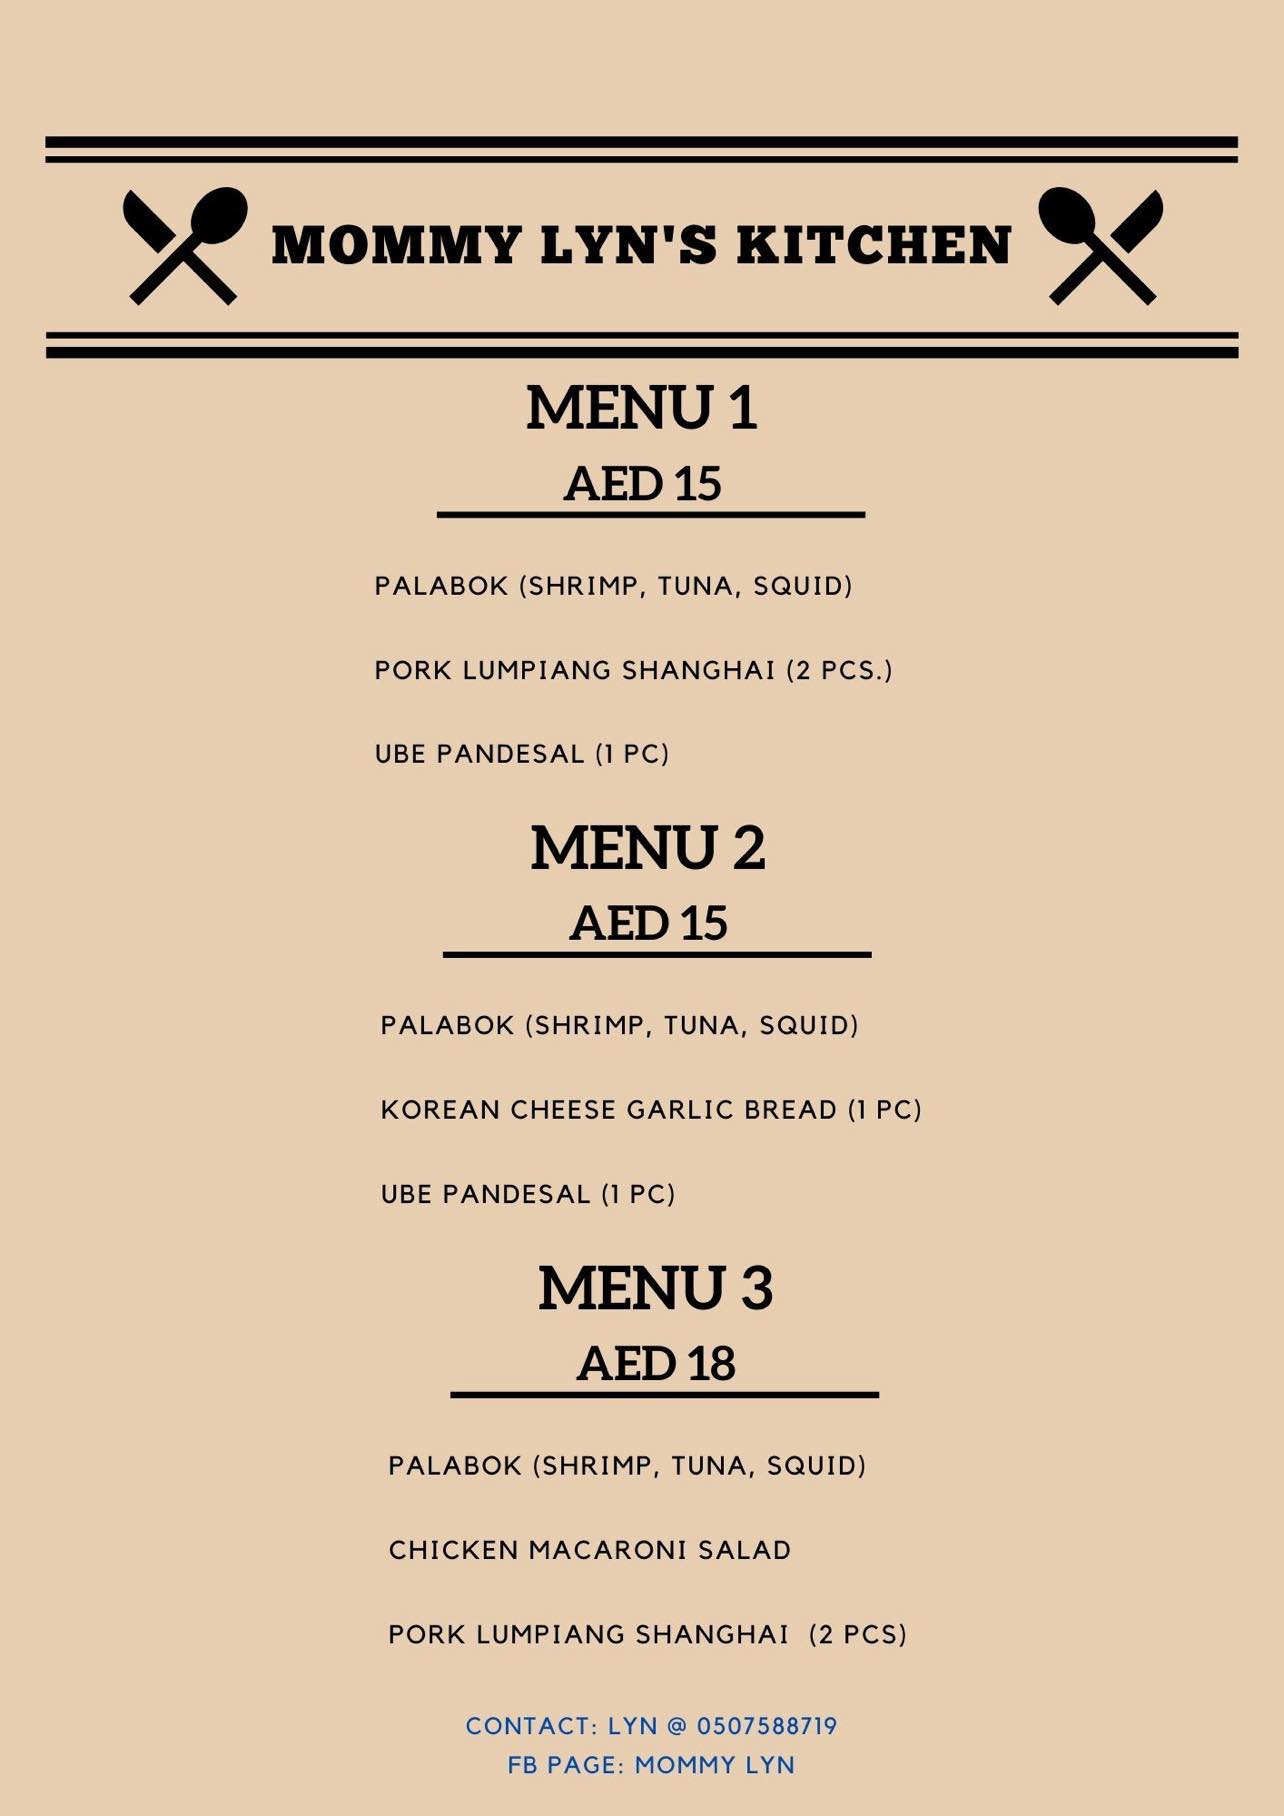 MOMMY LYN'S KITCHEN
MENU 1
AED 15
PALABOK (SHRIMP, TUNA, SQUID)
PORK LUMPIANG SHANGHAI (2 PCS.)
UBE PANDESAL (1 PC)
MENU 2
AED 15
PALABOK (SHRIMP, TUNA, SQUID)
KOREAN CHEESE GARLIC BREAD (1 PC)
UBE PANDESAL (1 PC)
MENU 3
AED 18
PALABOK (SHRIMP, TUNA, SQUID)
CHICKEN MACARONI SALAD
PORK LUMPIANG SHANGHAI (2 PCS)
CONTACT: LYN @ 0507588719
FB PAGE: MOMMY LYN